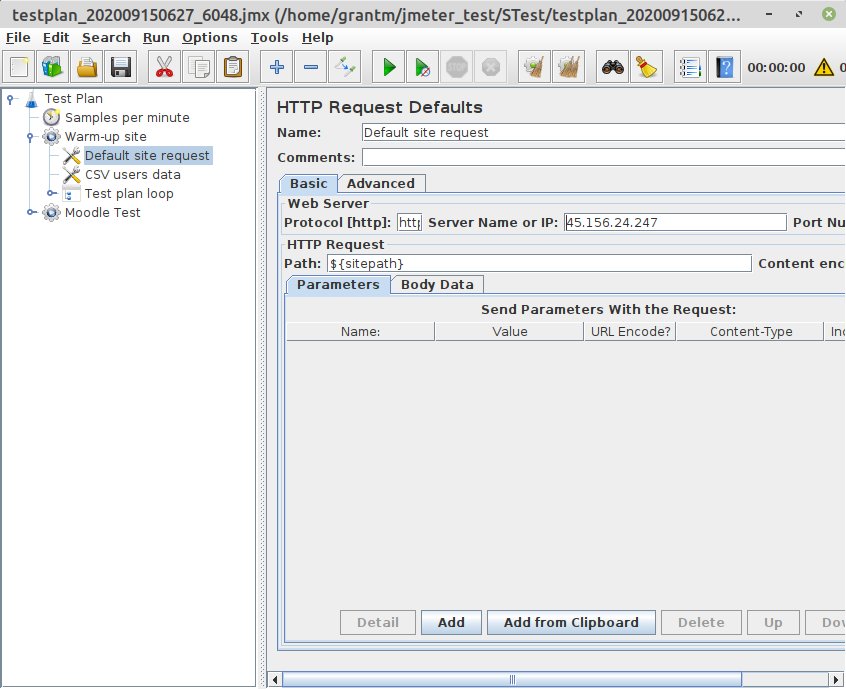 testplan_202009150627_6048.jmx (/home/grantm/jmeter_test/STest/testplan_20200915062...
File Edit Search Run Options Tools Help
STOP
00:00:00
0
Test Plan
Samples per minute
Warm-up site
Default site request
CSV users data
Test plan loop
Moodle Test
HTTP Request Defaults
Name: Default site request
Comments:
Basic Advanced
Web Server
Protocol [http]: http Server Name or IP: 45.156.24.247 Port Nu
HTTP Request
Path: ${sitepath} Content enc
Parameters Body Data
Send Parameters With the Request:
Name: Value URL Encode? Content-Type Inc
Detail Add Add from Clipboard Delete Up Dov